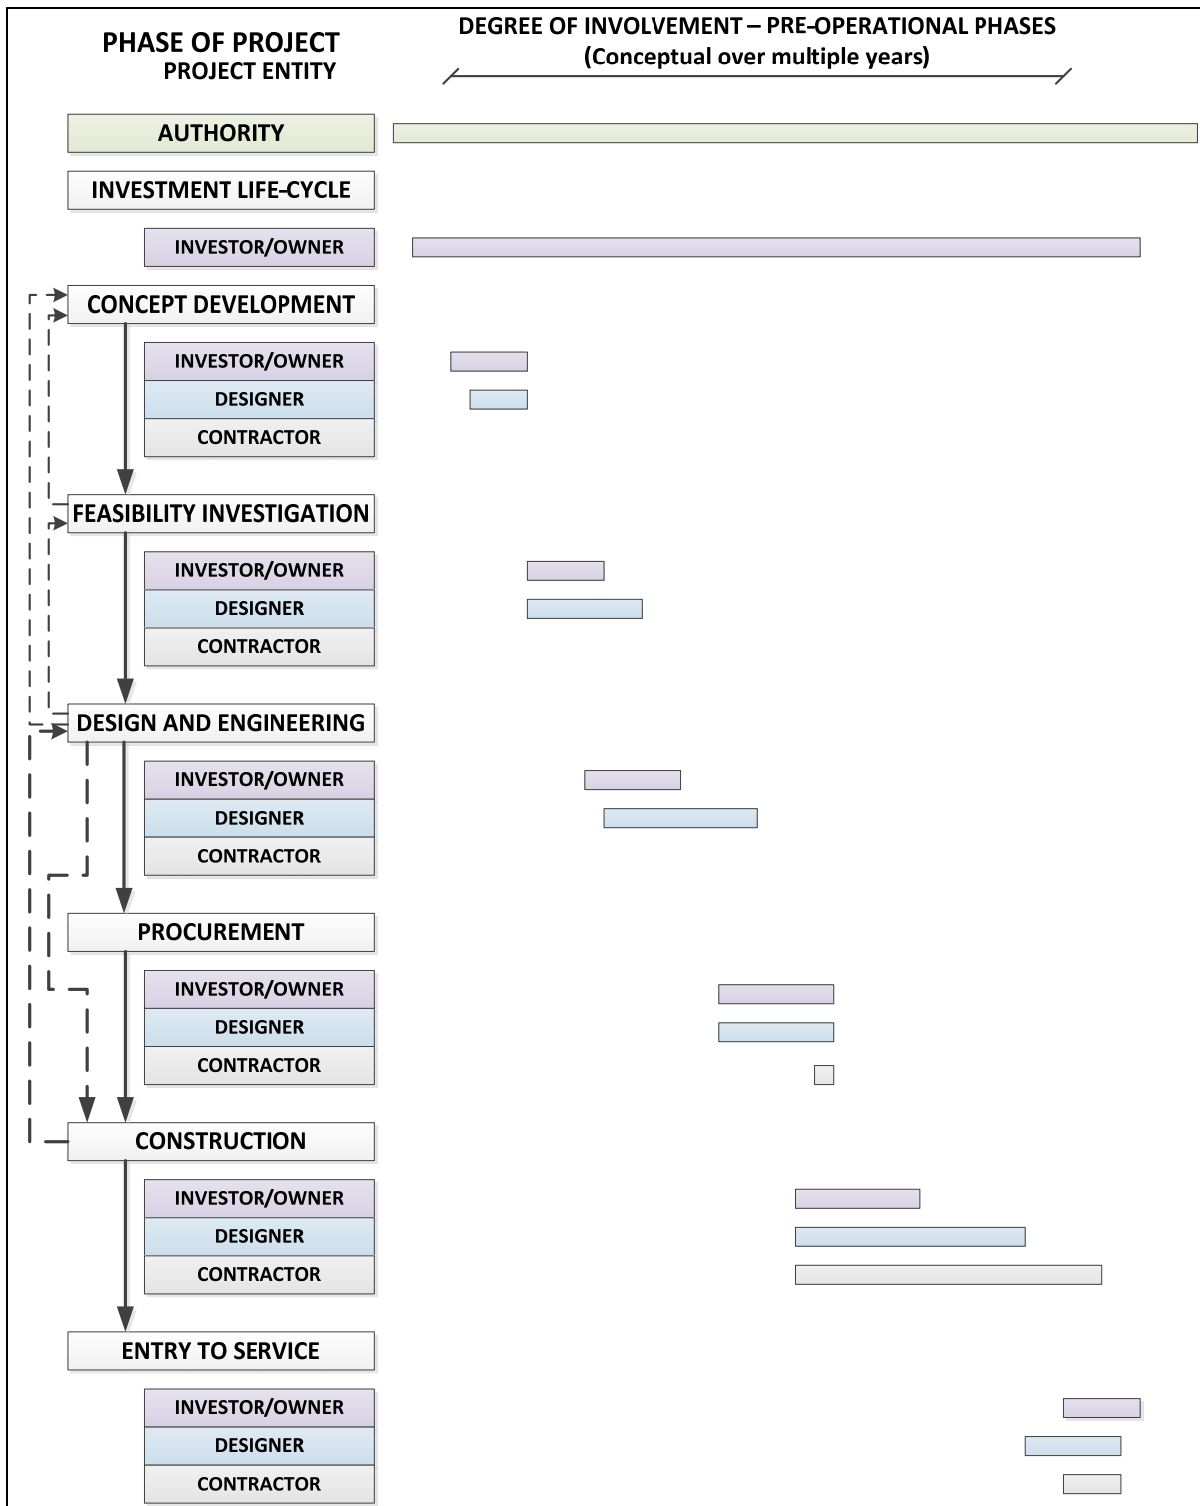 PHASE OF PROJECT
PROJECT ENTITY
DEGREE OF INVOLVEMENT – PRE-OPERATIONAL PHASES
(Conceptual over multiple years)
AUTHORITY
INVESTMENT LIFE-CYCLE
INVESTOR/OWNER
CONCEPT DEVELOPMENT
INVESTOR/OWNER
DESIGNER
CONTRACTOR
FEASIBILITY INVESTIGATION
INVESTOR/OWNER
DESIGNER
CONTRACTOR
DESIGN AND ENGINEERING
INVESTOR/OWNER
DESIGNER
CONTRACTOR
PROCUREMENT
INVESTOR/OWNER
DESIGNER
CONTRACTOR
CONSTRUCTION
INVESTOR/OWNER
DESIGNER
CONTRACTOR
ENTRY TO SERVICE
INVESTOR/OWNER
DESIGNER
CONTRACTOR